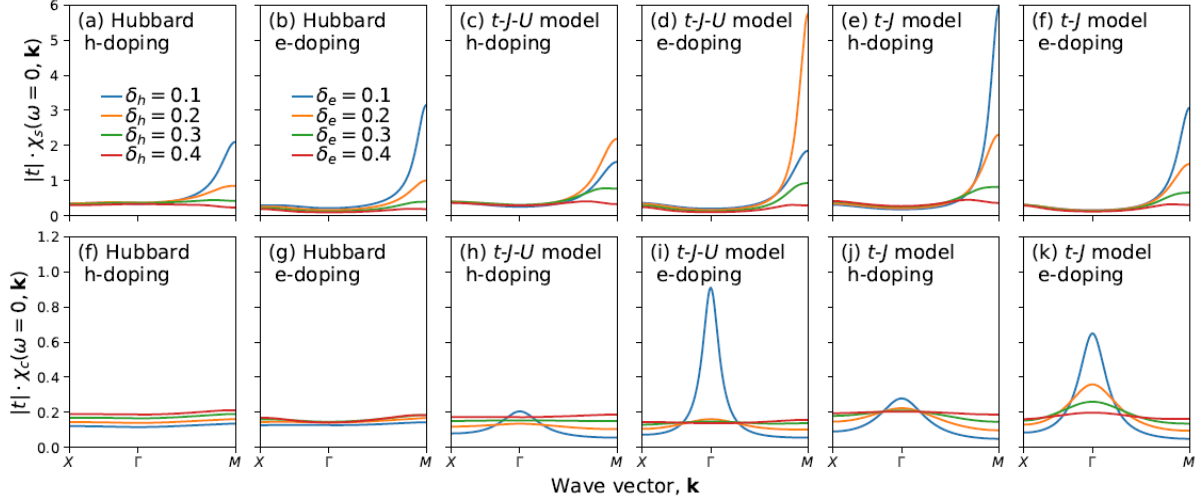 (a) Hubbard
h-doping
(b) Hubbard
e-doping
(c) t-J-U model
h-doping
(d) t-J-U model
e-doping
(e) t-J model
h-doping
(f) t-J model
e-doping
|t| · χs(ω = 0, k)
6
5
4
3
2
1
0
δh = 0.1
δh = 0.2
δh = 0.3
δh = 0.4
δe = 0.1
δe = 0.2
δe = 0.3
δe = 0.4
(f) Hubbard
h-doping
(g) Hubbard
e-doping
(h) t-J-U model
h-doping
(i) t-J-U model
e-doping
(j) t-J model
h-doping
(k) t-J model
e-doping
|t| · χc(ω = 0, k)
1.2
1.0
0.8
0.6
0.4
0.2
0.0
X Γ M X Γ M X Γ M X Γ M X Γ M X Γ M
Wave vector, k